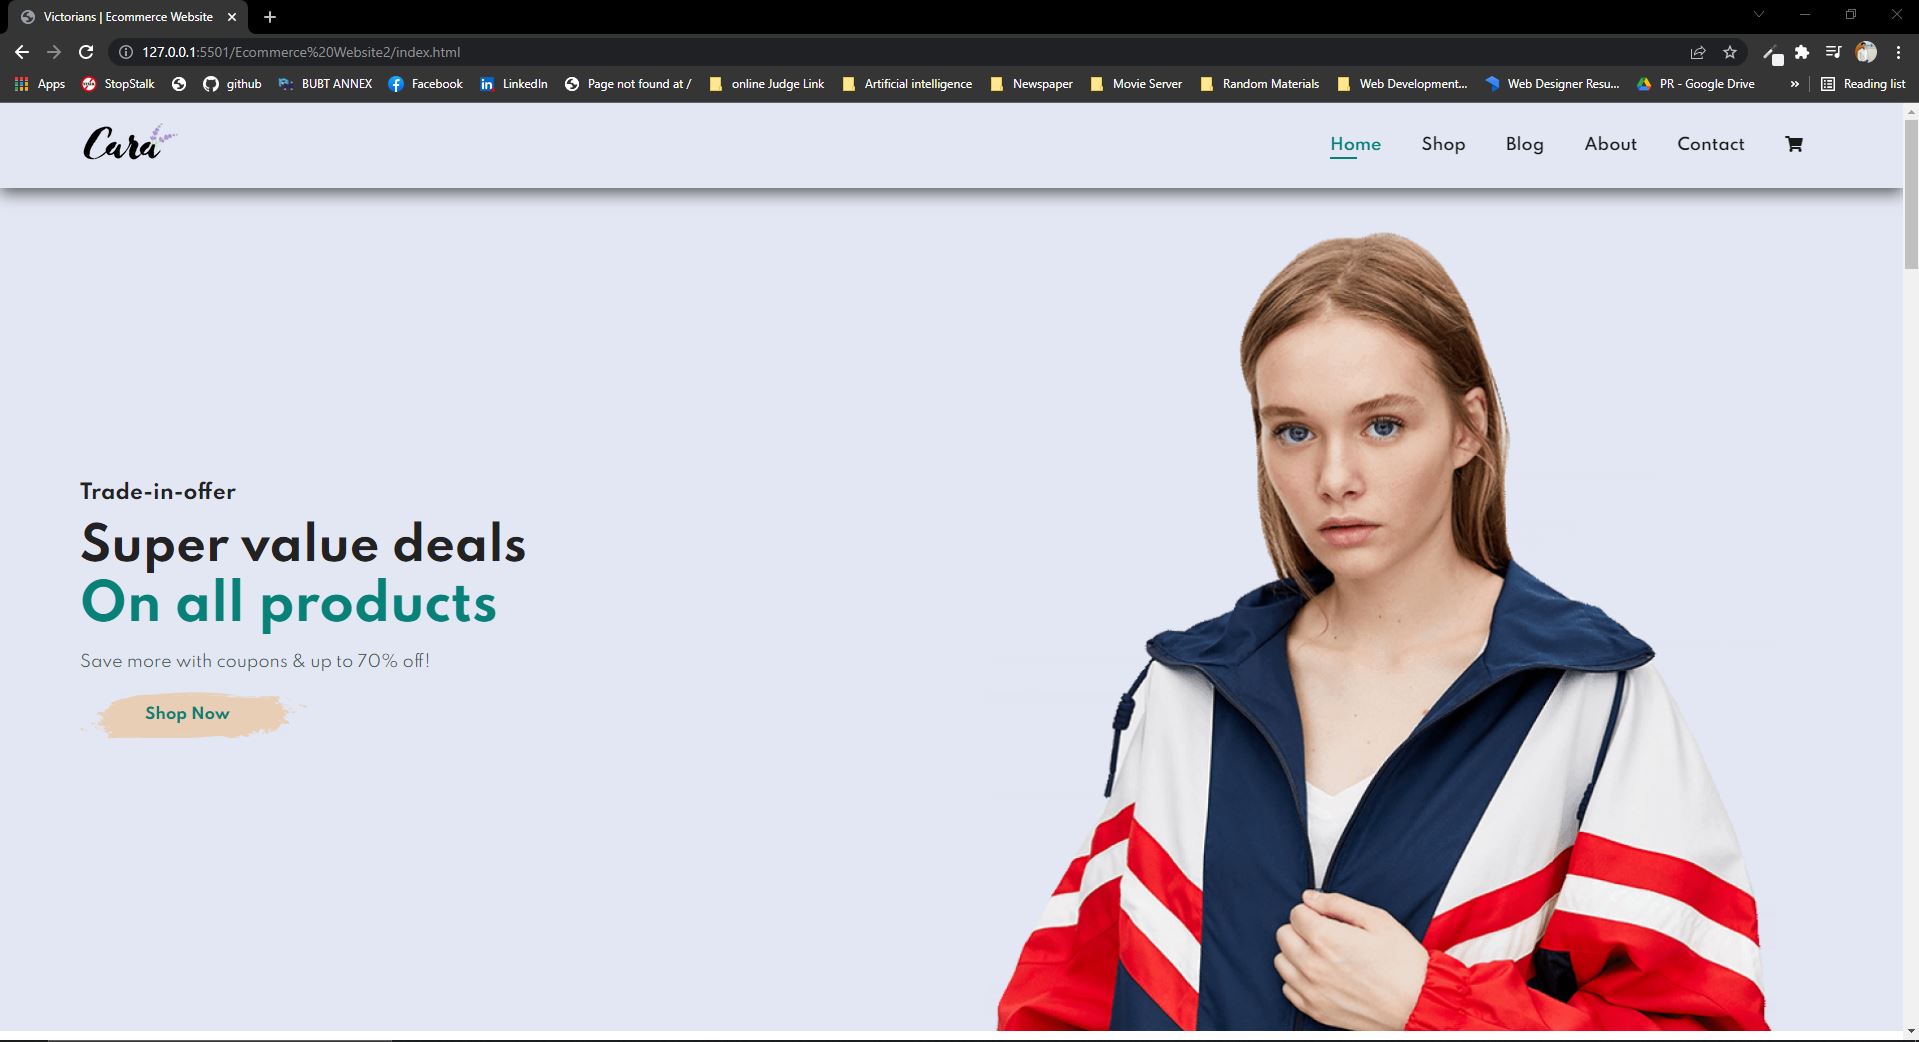 Victorians | Ecommerce Website
127.0.0.1:5501/Ecommerce%20Website2/index.html
Apps StopStalk github BUBT ANNEX Facebook LinkedIn Page not found at / online Judge Link Artificial intelligence Newspaper Movie Server Random Materials Web Development... Web Designer Resu... PR - Google Drive » Reading list
Cara Home Shop Blog About Contact
Trade-in-offer
Super value deals
On all products
Save more with coupons & up to 70% off!
Shop Now